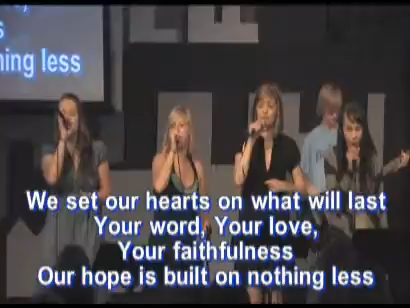 hing less
We set our hearts on what will last
Your word, Your love,
Your faithfulness
Our hope is built on nothing less